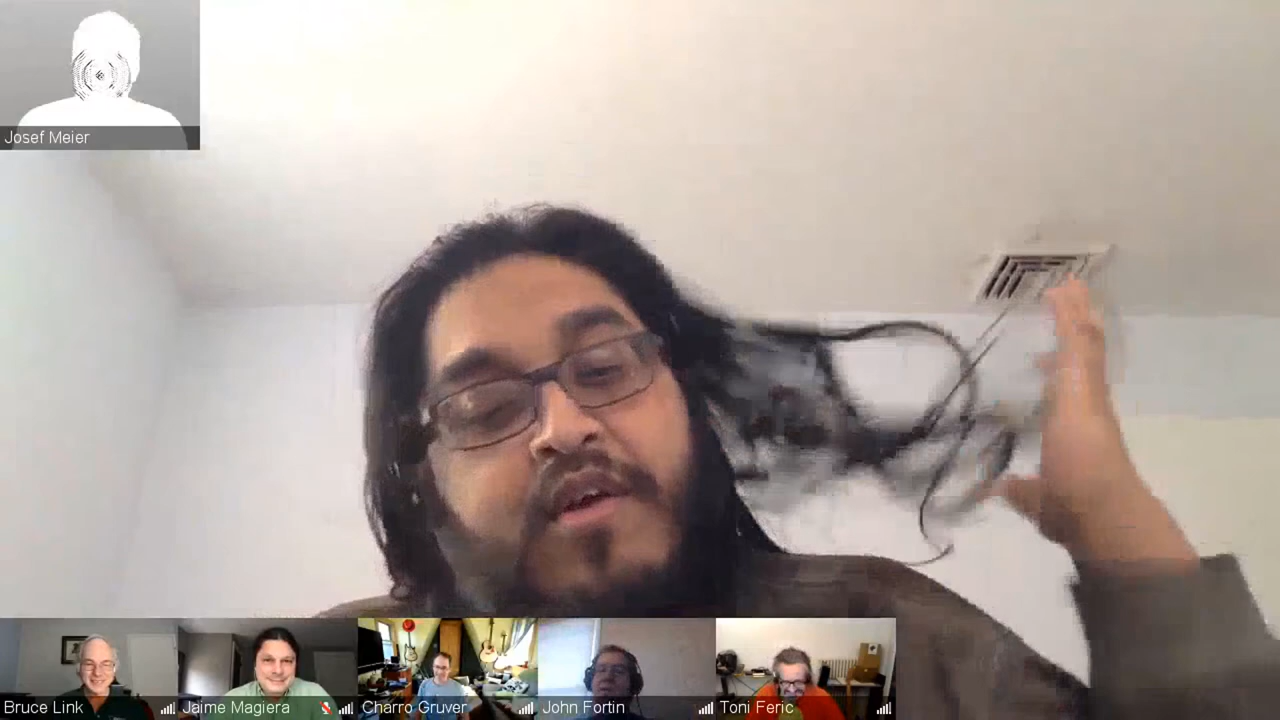 Josef Meier
Bruce Link
Jaime Magiera
Charro Gruver
John Fortin
Toni Feric